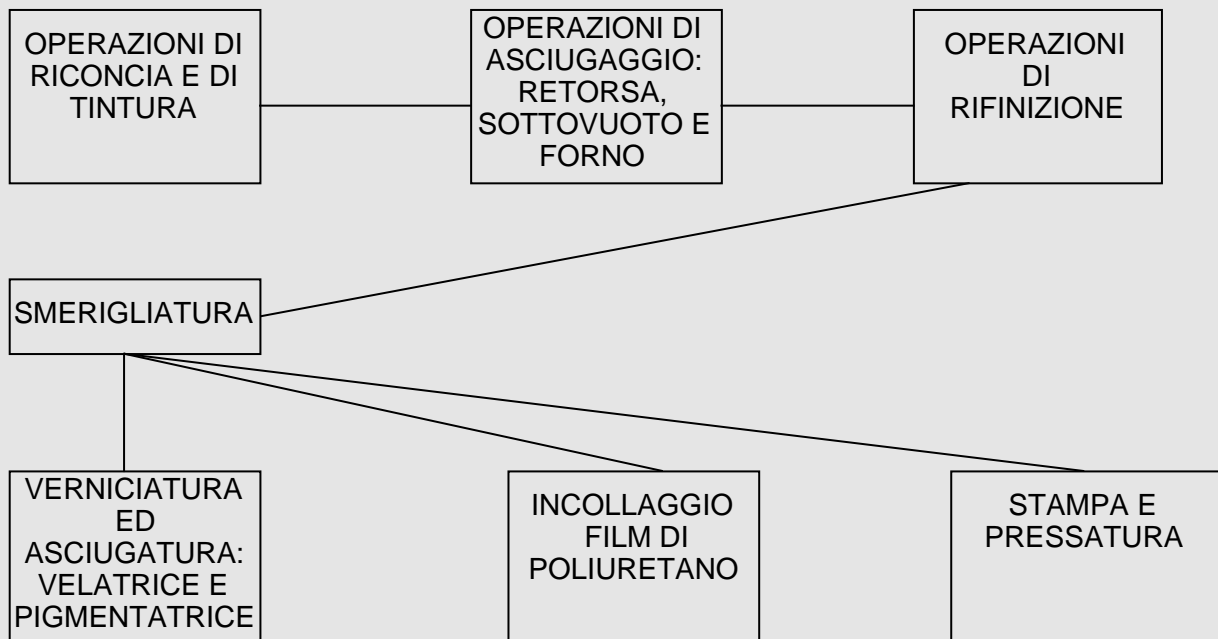 OPERAZIONI DI
RICONCIA E DI
TINTURA
OPERAZIONI DI
ASCIUGAGGIO:
RETORSA,
SOTTOVUOTO E
FORNO
OPERAZIONI
DI
RIFINIZIONE
SMERIGLIATURA
VERNICIATURA
ED
ASCIUGATURA:
VELATRICE E
PIGMENTATRICE
INCOLLAGGIO
FILM DI
POLIURETANO
STAMPA E
PRESSATURA